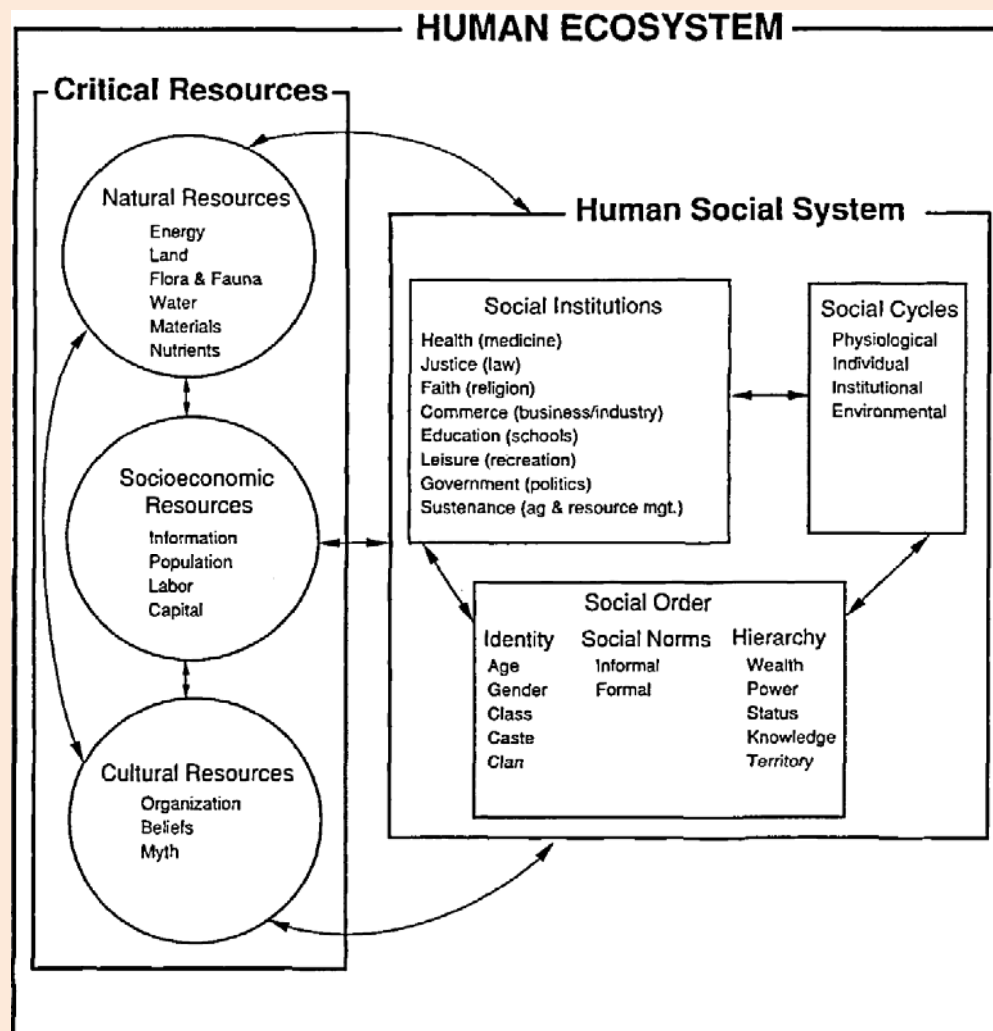 HUMAN ECOSYSTEM
Critical Resources
Natural Resources
Energy
Land
Flora & Fauna
Water
Materials
Nutrients
Socioeconomic
Resources
Information
Population
Labor
Capital
Cultural Resources
Organization
Beliefs
Myth
Human Social System
Social Institutions
Health (medicine)
Justice (law)
Faith (religion)
Commerce (business/industry)
Education (schools)
Leisure (recreation)
Government (politics)
Sustenance (ag & resource mgt.)
Social Cycles
Physiological
Individual
Institutional
Environmental
Social Order
Identity
Age
Gender
Class
Caste
Clan
Social Norms
Informal
Formal
Hierarchy
Wealth
Power
Status
Knowledge
Territory